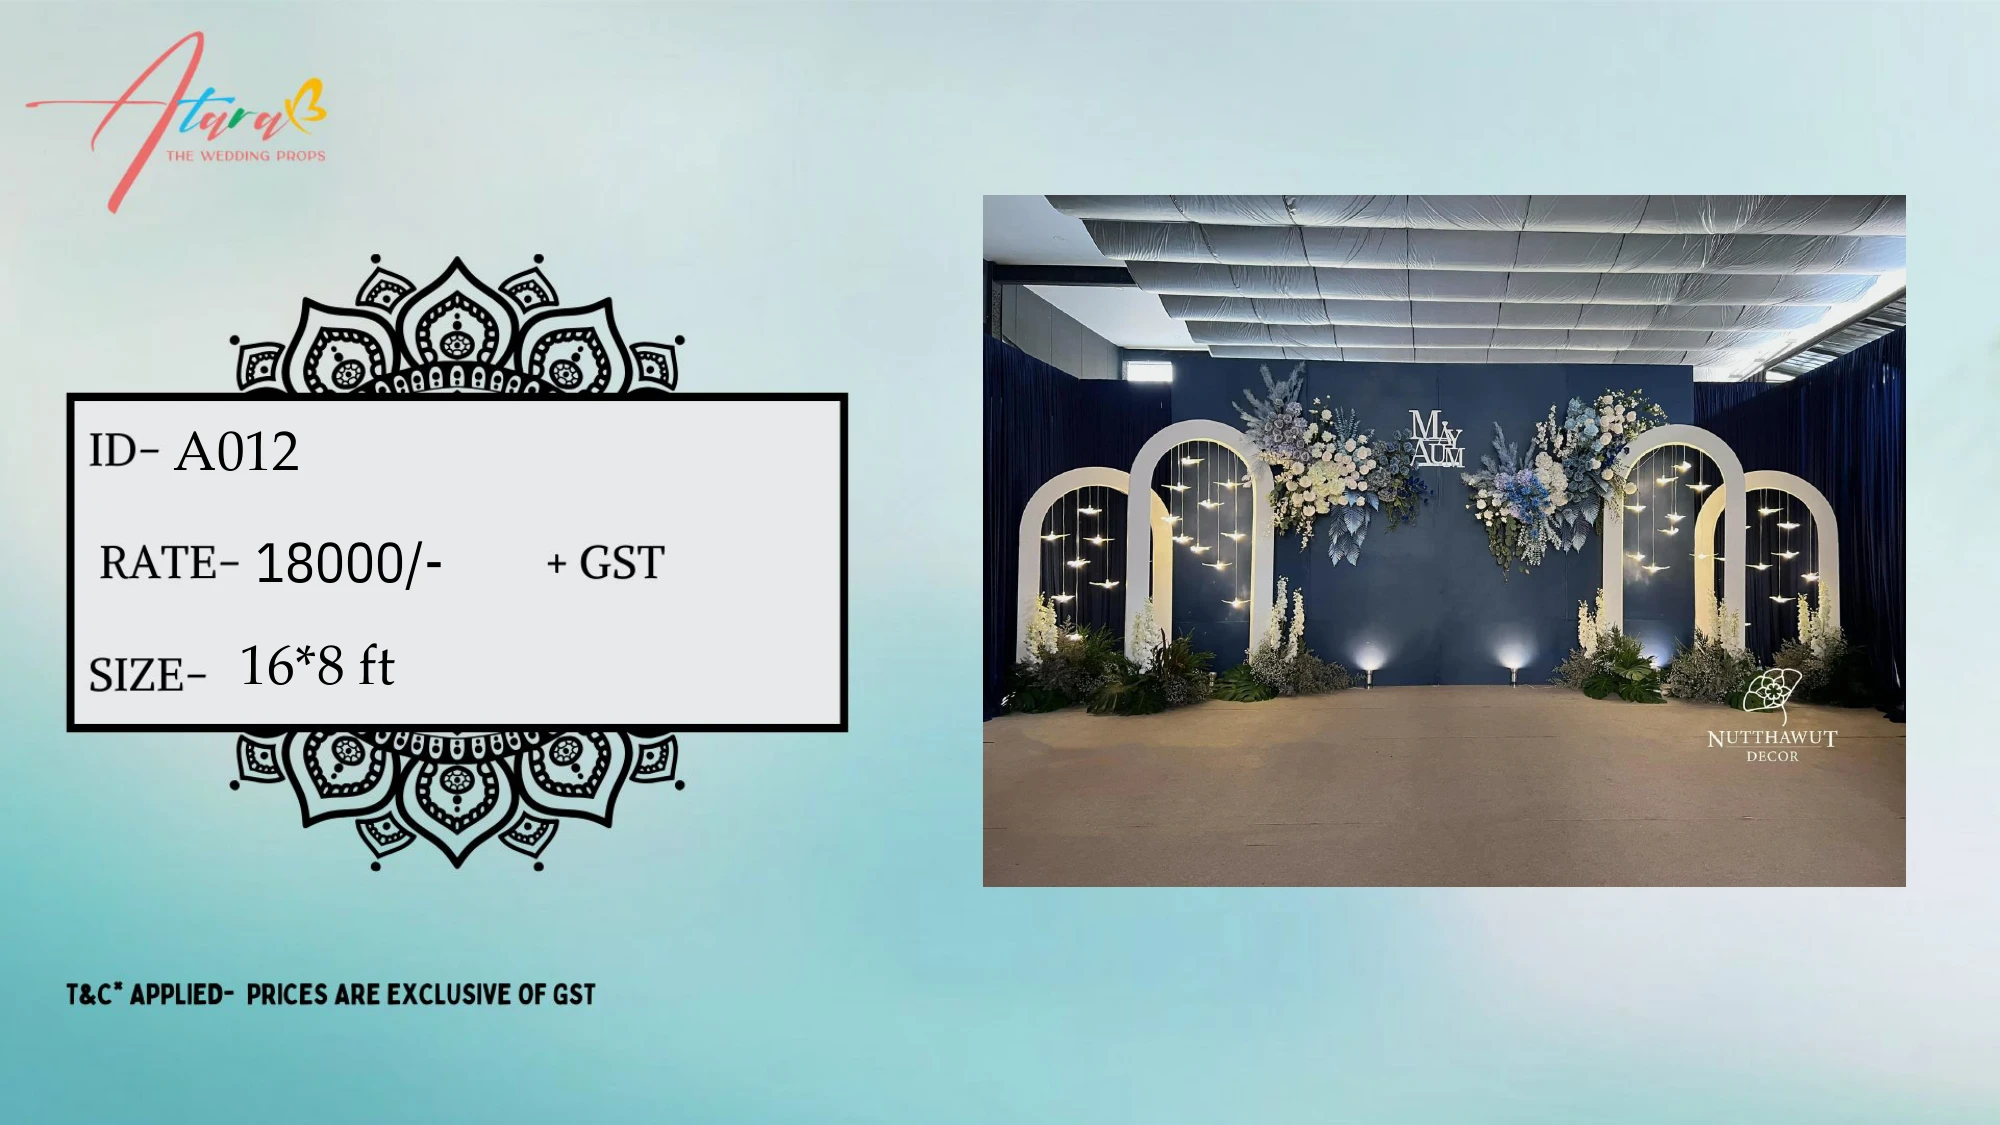 Atara
THE WEDDING PROPS
ID- A012
RATE- 18000/- + GST
SIZE- 16*8 ft
MAY
AUM
NUTTHAWUT
DECOR
T&C* APPLIED- PRICES ARE EXCLUSIVE OF GST